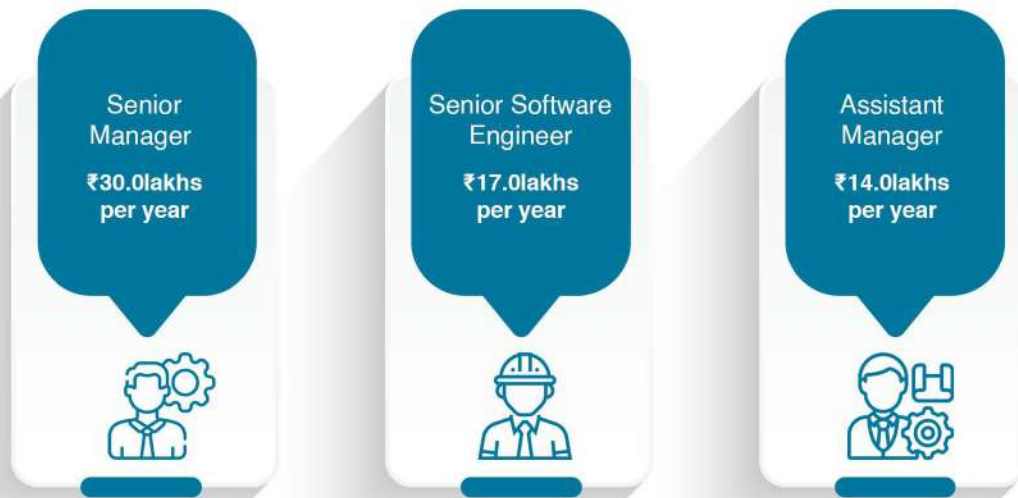 Senior
Manager
₹30.0lakhs
per year
Senior Software
Engineer
₹17.0lakhs
per year
Assistant
Manager
₹14.0lakhs
per year